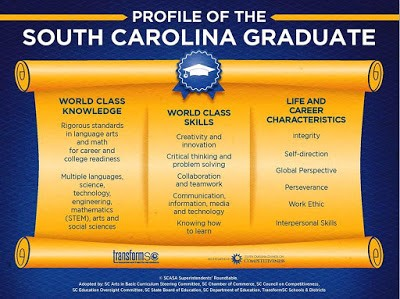 PROFILE OF THE
SOUTH CAROLINA GRADUATE
WORLD CLASS
KNOWLEDGE
Rigorous standards
in language arts
and math
for career and
college readiness
Multiple languages,
science,
technology,
engineering,
mathematics
(STEM), arts and
social sciences
WORLD CLASS
SKILLS
Creativity and
innovation
Critical thinking and
problem solving
Collaboration
and teamwork
Communication,
information, media
and technology
Knowing how
to learn
LIFE AND
CAREER
CHARACTERISTICS
Integrity
Self-direction
Global Perspective
Perseverance
Work Ethic
Interpersonal Skills
transformSC
COMPETITIVENESS
© SCASA Superintendents' Roundtable.
Adopted by: SC Arts in Basic Curriculum Steering Committee, SC Chamber of Commerce, SC Council on Competitiveness,
SC Education Oversight Committee, SC State Board of Education, SC Department of Education, TransformSC Schools & Districts